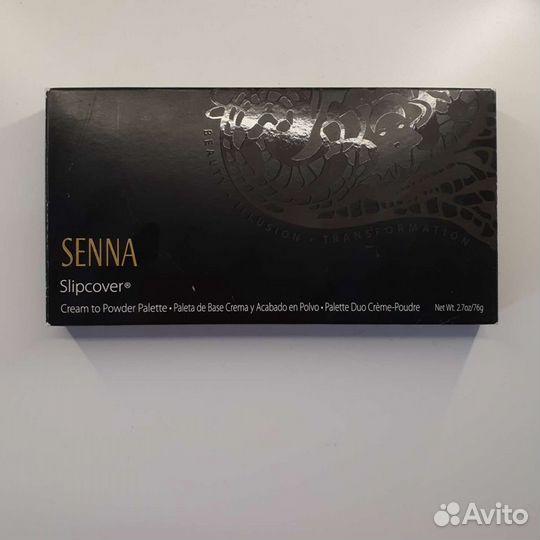 BEAUTY • ILLUSION • TRANSFORMATION
SENNA
Slipcover®
Cream to Powder Palette • Paleta de Base Crema y Acabado en Polvo • Palette Duo Crème-Poudre Net Wt. 2.7oz/76g
Avito